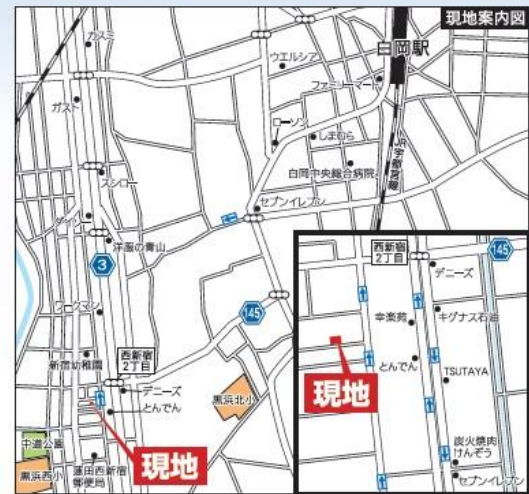 現地案内図
白岡駅
カスミ
ウエルシア
ファミリーマート
ガスト
ローソン
しまむら
白岡中央総合病院
スシロー
セブンイレブン
ダイソー
洋服の青山
3
ワークマン
145
西新宿
2丁目
新宿幼稚園
デニーズ
とんでん
黒浜北小
現地
中道公園
黒浜西小
蓮田西新宿
郵便局
西新宿
2丁目
145
デニーズ
幸楽苑
キグナス石油
とんでん
現地
TSUTAYA
炭火焼肉
けんぞう
セブンイレブン